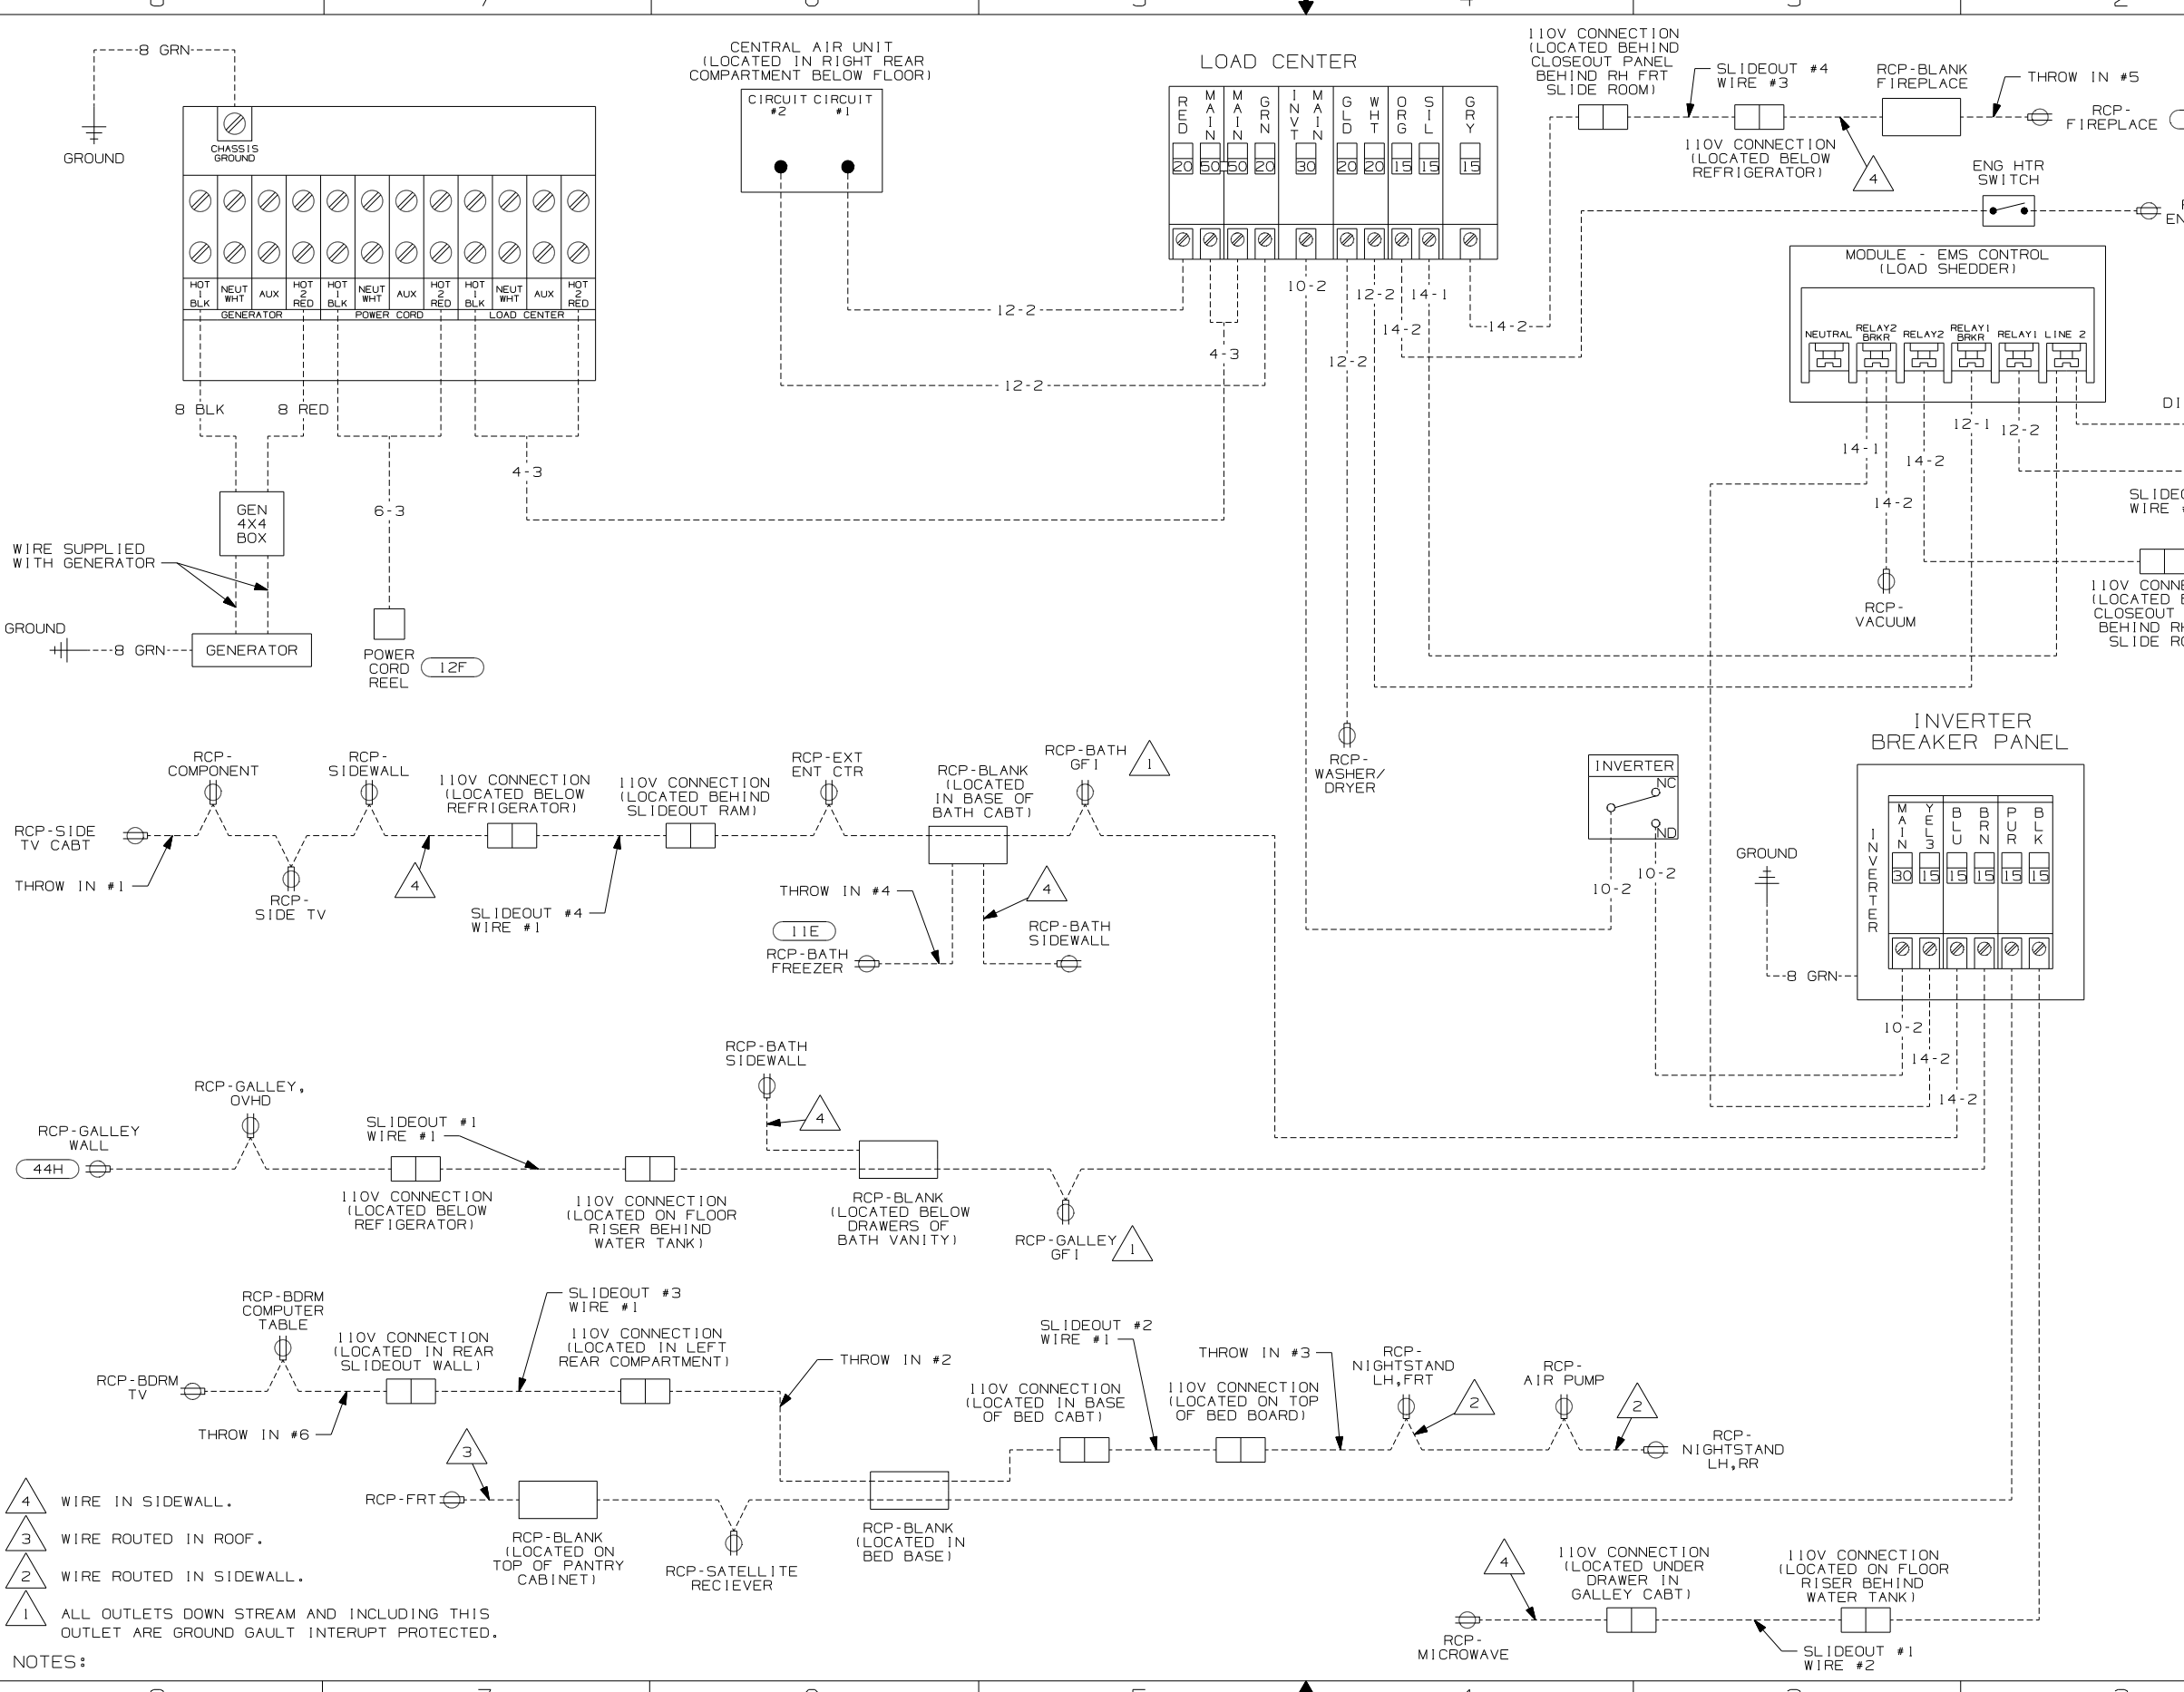 8 GRN
GROUND
CHASSIS
GROUND
HOT
1
BLK
NEUT
WHT
AUX
HOT
2
RED
HOT
1
BLK
NEUT
WHT
AUX
HOT
2
RED
HOT
1
BLK
NEUT
WHT
AUX
HOT
2
RED
GENERATOR
POWER CORD
LOAD CENTER
8 BLK
8 RED
GEN
4X4
BOX
WIRE SUPPLIED
WITH GENERATOR
GROUND
8 GRN
GENERATOR
6-3
4-3
POWER
CORD
REEL
12F
CENTRAL AIR UNIT
(LOCATED IN RIGHT REAR
COMPARTMENT BELOW FLOOR)
CIRCUIT
#2
CIRCUIT
#1
12-2
12-2
4-3
LOAD CENTER
RED
MAIN
MAIN
GRN
INVT
MAIN
GLD
WHT
ORG
SIL
GRY
20
50
50
20
30
20
20
15
15
15
10-2
12-2
14-1
14-2
14-2
12-2
110V CONNECTION
(LOCATED BEHIND
CLOSEOUT PANEL
BEHIND RH FRT
SLIDE ROOM)
SLIDEOUT #4
WIRE #3
110V CONNECTION
(LOCATED BELOW
REFRIGERATOR)
4
RCP-BLANK
FIREPLACE
THROW IN #5
RCP-
FIREPLACE
ENG HTR
SWITCH
MODULE - EMS CONTROL
(LOAD SHEDDER)
NEUTRAL
RELAY2
BRKR
RELAY2
RELAY1
BRKR
RELAY1
LINE 2
14-1
14-2
14-2
12-1
12-2
RCP-
VACUUM
RCP-
WASHER/
DRYER
INVERTER
NC
NO
10-2
10-2
INVERTER
BREAKER PANEL
INVERTER
MAIN
YEL3
BLU
BRN
PUR
BLK
30
15
15
15
15
15
GROUND
8 GRN
10-2
14-2
14-2
RCP-SIDE
TV CABT
THROW IN #1
RCP-
COMPONENT
RCP-
SIDE TV
RCP-
SIDEWALL
4
110V CONNECTION
(LOCATED BELOW
REFRIGERATOR)
SLIDEOUT #4
WIRE #1
110V CONNECTION
(LOCATED BEHIND
SLIDEOUT RAM)
RCP-EXT
ENT CTR
RCP-BLANK
(LOCATED
IN BASE OF
BATH CABT)
RCP-BATH
GFI
1
THROW IN #4
4
11E
RCP-BATH
FREEZER
RCP-BATH
SIDEWALL
RCP-BATH
SIDEWALL
4
RCP-GALLEY,
OVHD
RCP-GALLEY
WALL
44H
SLIDEOUT #1
WIRE #1
110V CONNECTION
(LOCATED BELOW
REFIGERATOR)
110V CONNECTION
(LOCATED ON FLOOR
RISER BEHIND
WATER TANK)
RCP-BLANK
(LOCATED BELOW
DRAWERS OF
BATH VANITY)
RCP-GALLEY
GFI
1
RCP-BDRM
COMPUTER
TABLE
RCP-BDRM
TV
THROW IN #6
110V CONNECTION
(LOCATED IN REAR
SLIDEOUT WALL)
SLIDEOUT #3
WIRE #1
110V CONNECTION
(LOCATED IN LEFT
REAR COMPARTMENT)
THROW IN #2
SLIDEOUT #2
WIRE #1
110V CONNECTION
(LOCATED IN BASE
OF BED CABT)
THROW IN #3
110V CONNECTION
(LOCATED ON TOP
OF BED BOARD)
RCP-
NIGHTSTAND
LH,FRT
2
RCP-
AIR PUMP
2
RCP-
NIGHTSTAND
LH,RR
3
RCP-FRT
RCP-BLANK
(LOCATED ON
TOP OF PANTRY
CABINET)
RCP-SATELLITE
RECIEVER
RCP-BLANK
(LOCATED IN
BED BASE)
4
110V CONNECTION
(LOCATED UNDER
DRAWER IN
GALLEY CABT)
110V CONNECTION
(LOCATED ON FLOOR
RISER BEHIND
WATER TANK)
RCP-
MICROWAVE
SLIDEOUT #1
WIRE #2
4 WIRE IN SIDEWALL.
3 WIRE ROUTED IN ROOF.
2 WIRE ROUTED IN SIDEWALL.
1 ALL OUTLETS DOWN STREAM AND INCLUDING THIS
OUTLET ARE GROUND GAULT INTERUPT PROTECTED.
NOTES: